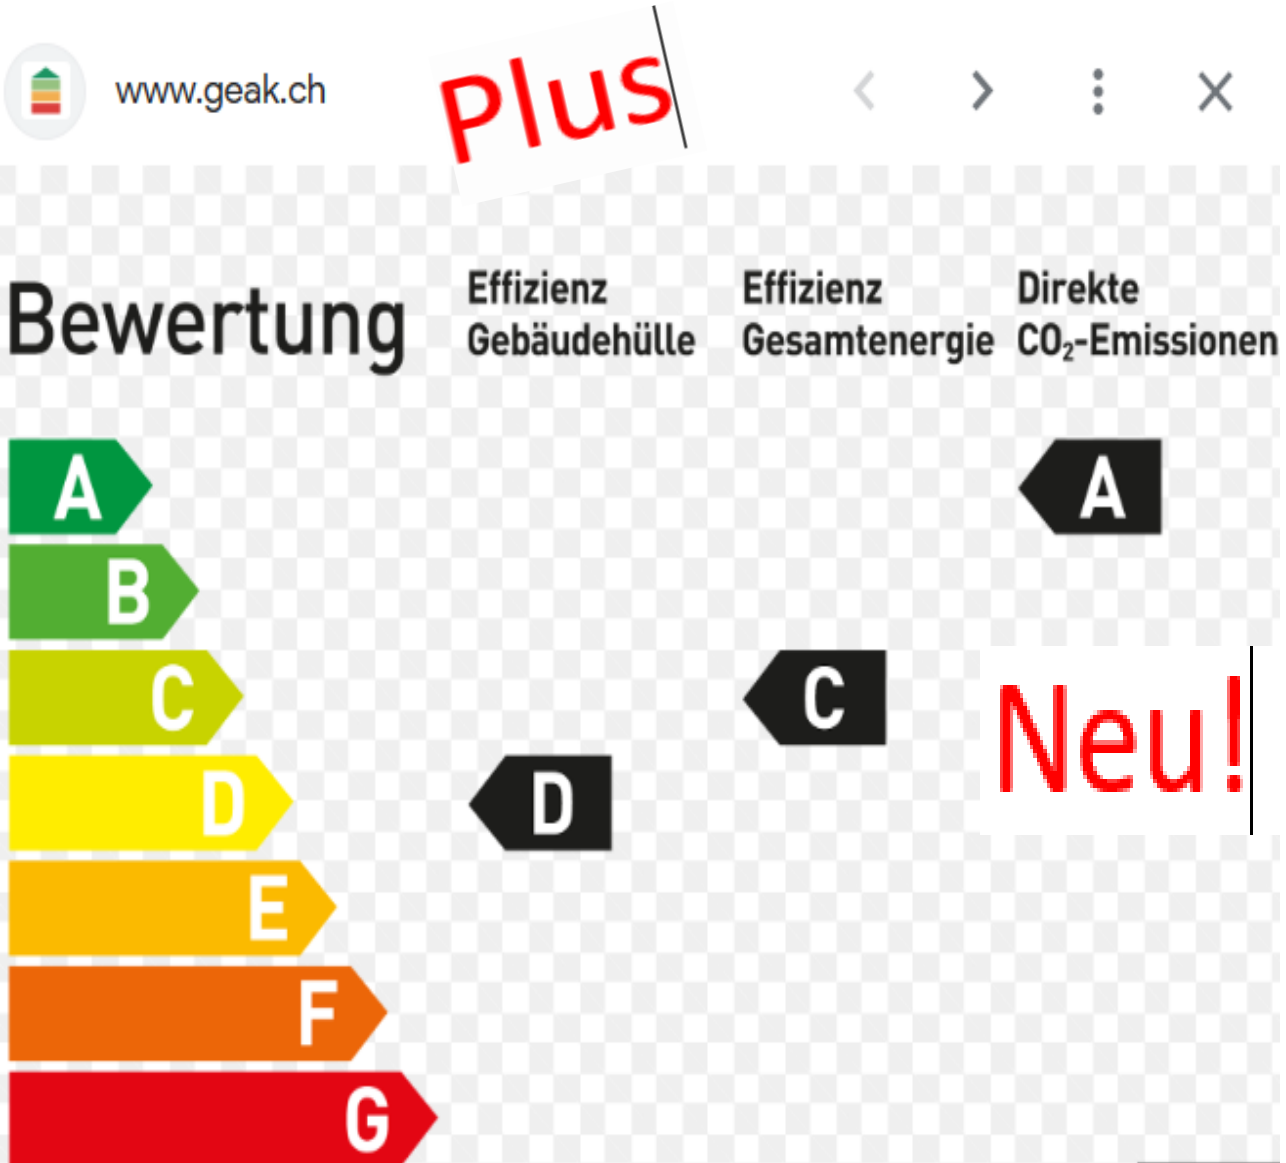 www.geak.ch
Plus
Bewertung
Effizienz
Gebäudehülle
Effizienz
Gesamtenergie
Direkte
CO₂-Emissionen
A
A
B
C
C
Neu!
D
D
E
F
G